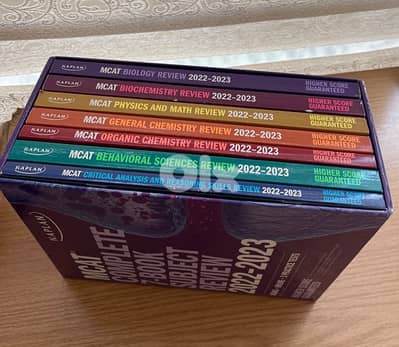 KAPLAN MCAT BIOLOGY REVIEW 2022-2023 HIGHER SCORE GUARANTEED
KAPLAN MCAT BIOCHEMISTRY REVIEW 2022-2023 HIGHER SCORE GUARANTEED
KAPLAN MCAT PHYSICS AND MATH REVIEW 2022-2023 HIGHER SCORE GUARANTEED
KAPLAN MCAT GENERAL CHEMISTRY REVIEW 2022-2023 HIGHER SCORE GUARANTEED
KAPLAN MCAT ORGANIC CHEMISTRY REVIEW 2022-2023 HIGHER SCORE GUARANTEED
KAPLAN MCAT BEHAVIORAL SCIENCES REVIEW 2022-2023 HIGHER SCORE GUARANTEED
KAPLAN MCAT CRITICAL ANALYSIS AND REASONING SKILLS REVIEW 2022-2023 HIGHER SCORE GUARANTEED
KAPLAN
MCAT
COMPLETE
7-BOOK
SUBJECT
REVIEW
2022-2023
HIGHER SCORE
GUARANTEED